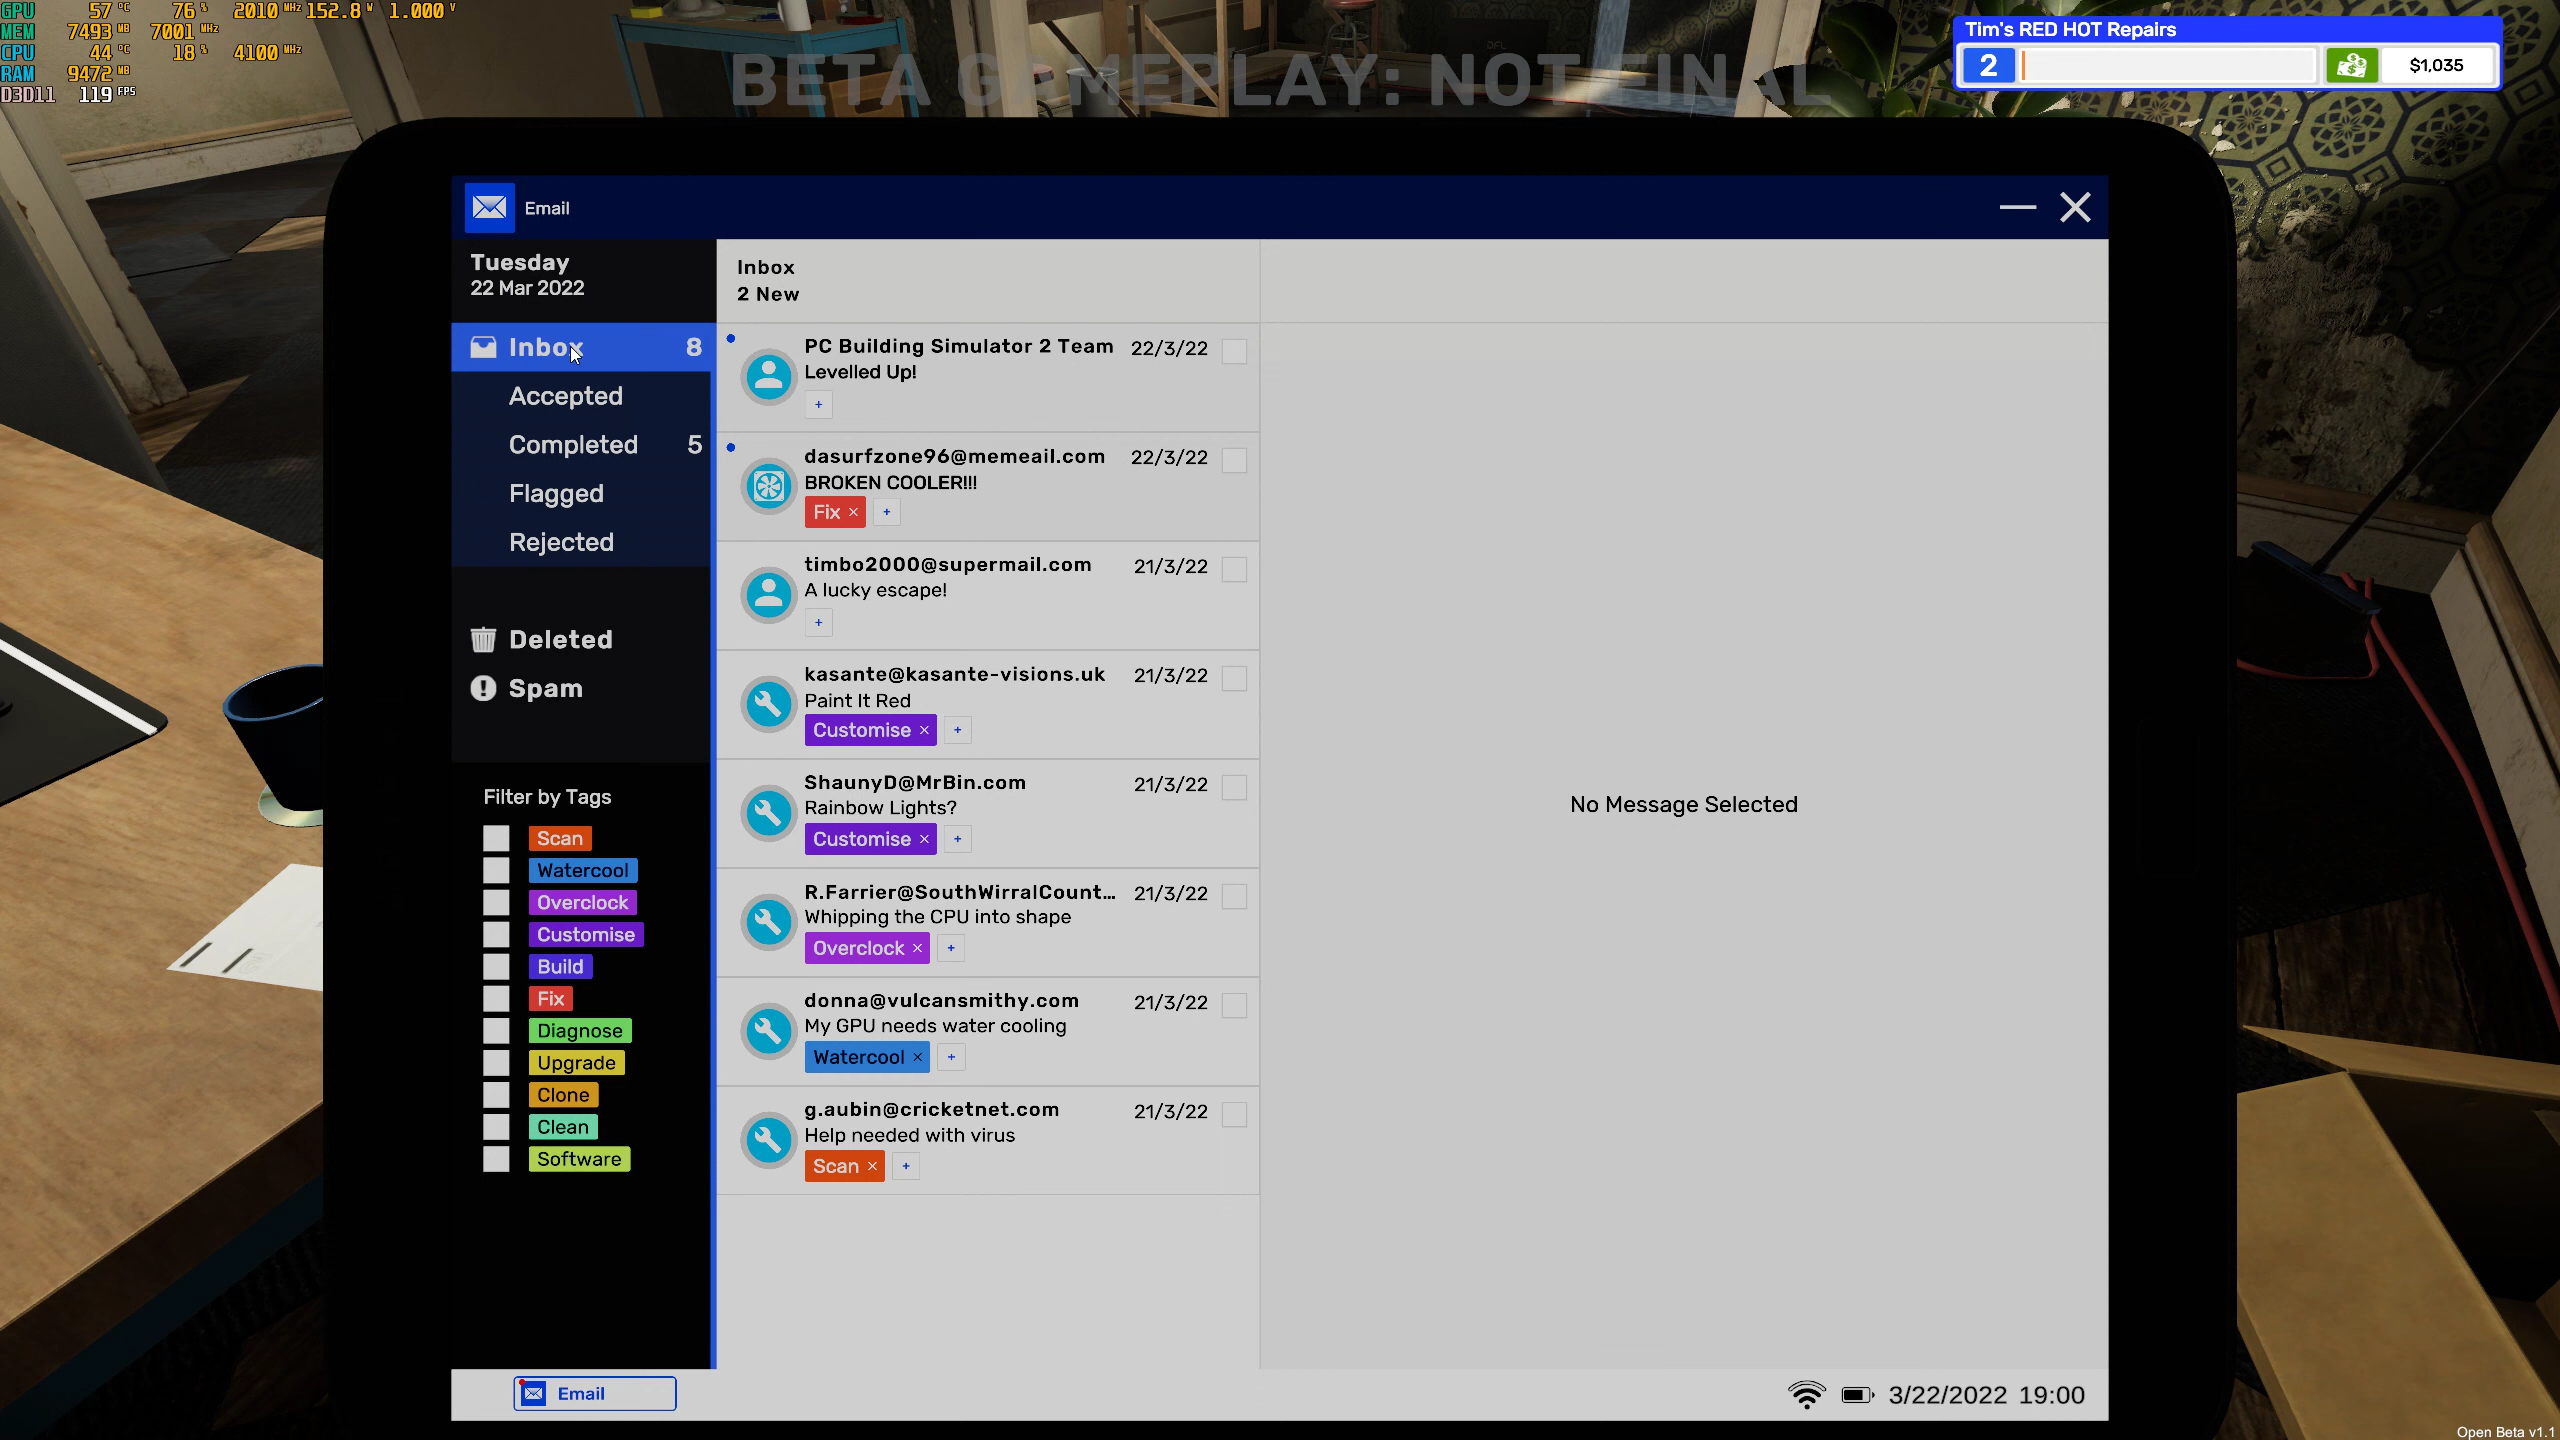 GPU 57 °C 76 % 2010 MHz 152.8 W 1.000 V
MEM 7493 MB 7001 MHz
CPU 44 °C 18 % 4100 MHz
RAM 9472 MB
D3D11 119 FPS
BETA GAMEPLAY: NOT FINAL
Tim's RED HOT Repairs
2 $1,035
Email
Tuesday
22 Mar 2022
Inbox 8
Accepted
Completed 5
Flagged
Rejected
Deleted
Spam
Filter by Tags
Scan
Watercool
Overclock
Customise
Build
Fix
Diagnose
Upgrade
Clone
Clean
Software
Inbox
2 New
PC Building Simulator 2 Team 22/3/22
Levelled Up!
+
dasurfzone96@memeail.com 22/3/22
BROKEN COOLER!!!
Fix × +
timbo2000@supermail.com 21/3/22
A lucky escape!
+
kasante@kasante-visions.uk 21/3/22
Paint It Red
Customise × +
ShaunyD@MrBin.com 21/3/22
Rainbow Lights?
Customise × +
R.Farrier@SouthWirralCount... 21/3/22
Whipping the CPU into shape
Overclock × +
donna@vulcansmithy.com 21/3/22
My GPU needs water cooling
Watercool × +
g.aubin@cricketnet.com 21/3/22
Help needed with virus
Scan × +
No Message Selected
Email
3/22/2022 19:00
Open Beta v1.1